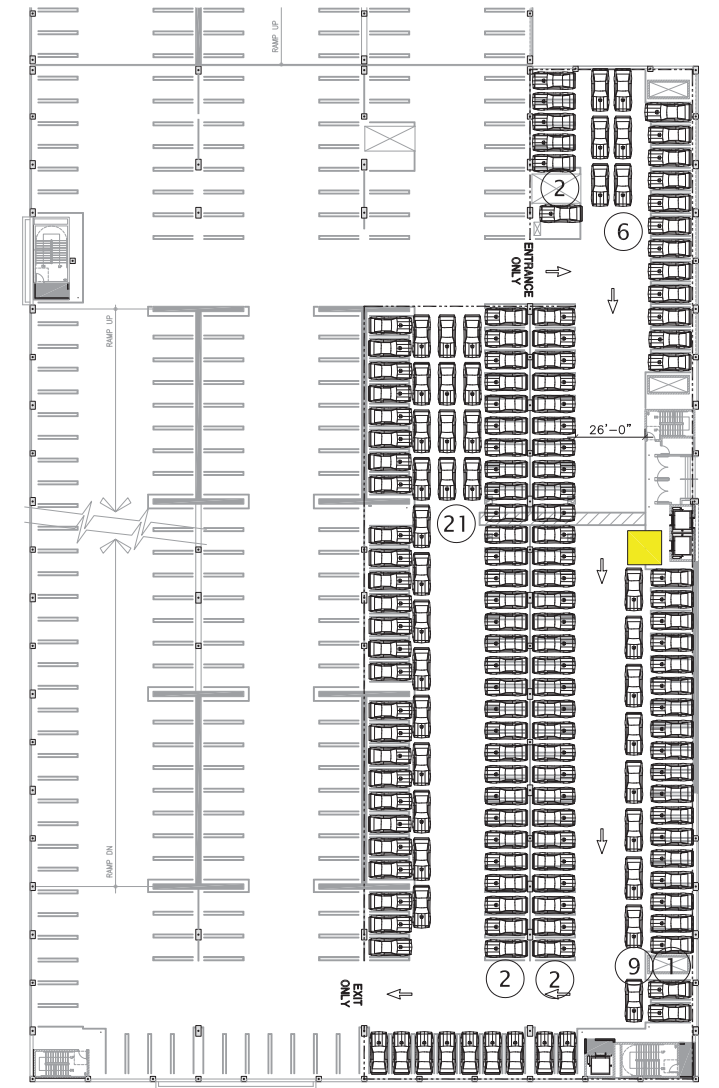 RAMP UP
2
6
ENTRANCE
ONLY
RAMP UP
26'-0"
21
RAMP DN
9
1
2
2
EXIT
ONLY